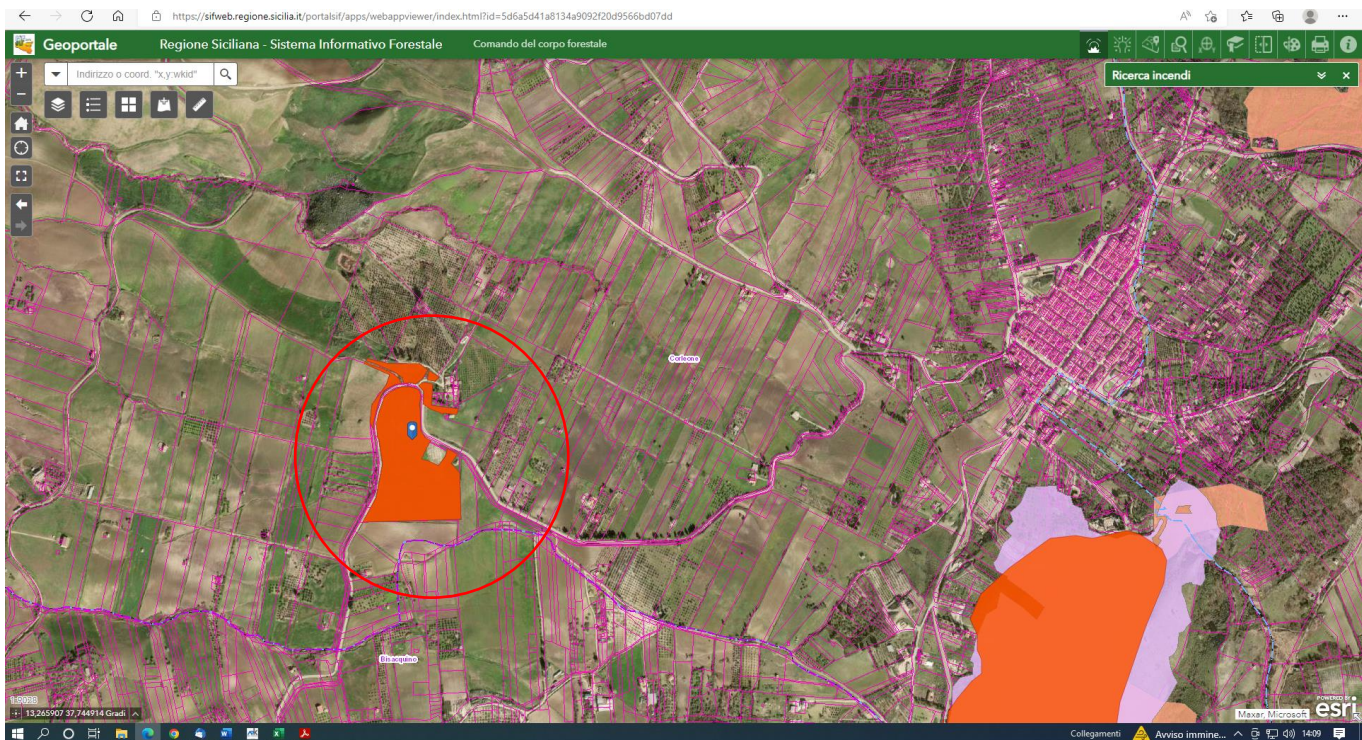 https://sifweb.regione.sicilia.it/portalsif/apps/webappviewer/index.html?id=5d6a5d41a8134a9092f20d9566bd07dd
Geoportale Regione Siciliana - Sistema Informativo Forestale Comando del corpo forestale
Indirizzo o coord. "x,y:wkid"
Ricerca incendi
Corleone
Bisacquino
13,265907 37,744914 Gradi
Maxar, Microsoft
POWERED BY
esri
Collegamenti Avviso immine... 14:09